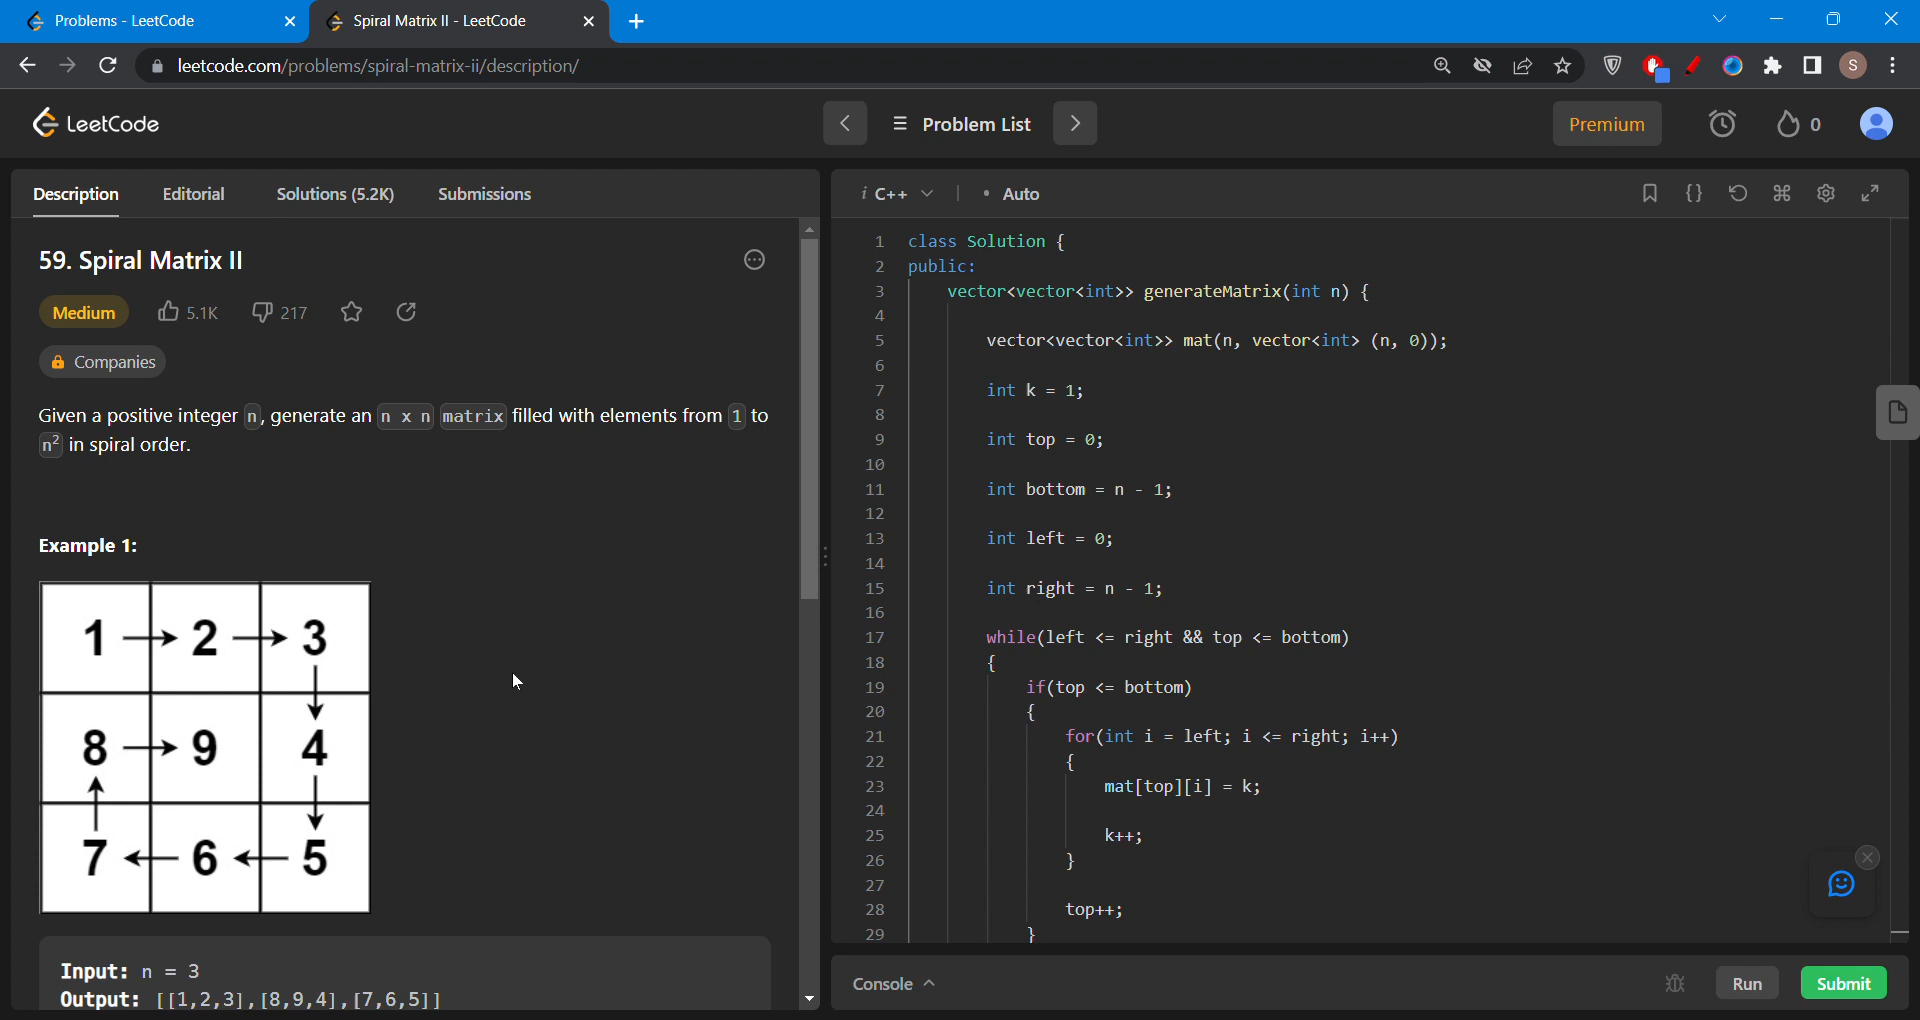 Problems - LeetCode
Spiral Matrix II - LeetCode
leetcode.com/problems/spiral-matrix-ii/description/
S
LeetCode
Problem List
Premium
0
Description
Editorial
Solutions (5.2K)
Submissions
59. Spiral Matrix II
Medium
5.1K
217
Companies
Given a positive integer n, generate an n x n matrix filled with elements from 1 to
n² in spiral order.
Example 1:
1 2 3
8 9 4
7 6 5
Input: n = 3
Output: [[1,2,3],[8,9,4],[7,6,5]]
i C++
• Auto
1 class Solution {
2 public:
3 vector<vector<int>> generateMatrix(int n) {
4
5 vector<vector<int>> mat(n, vector<int> (n, 0));
6
7 int k = 1;
8
9 int top = 0;
10
11 int bottom = n - 1;
12
13 int left = 0;
14
15 int right = n - 1;
16
17 while(left <= right && top <= bottom)
18 {
19 if(top <= bottom)
20 {
21 for(int i = left; i <= right; i++)
22 {
23 mat[top][i] = k;
24
25 k++;
26 }
27
28 top++;
29 }
Console
Run
Submit